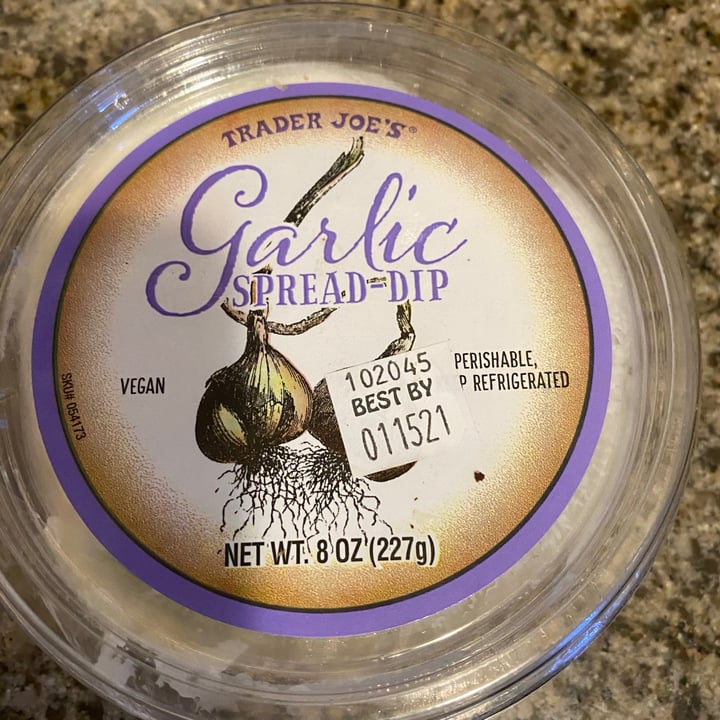 TRADER JOE'S®
Garlic
SPREAD-DIP
VEGAN
PERISHABLE,
P REFRIGERATED
102045
BEST BY
011521
SKU# 054173
NET WT. 8 OZ (227g)